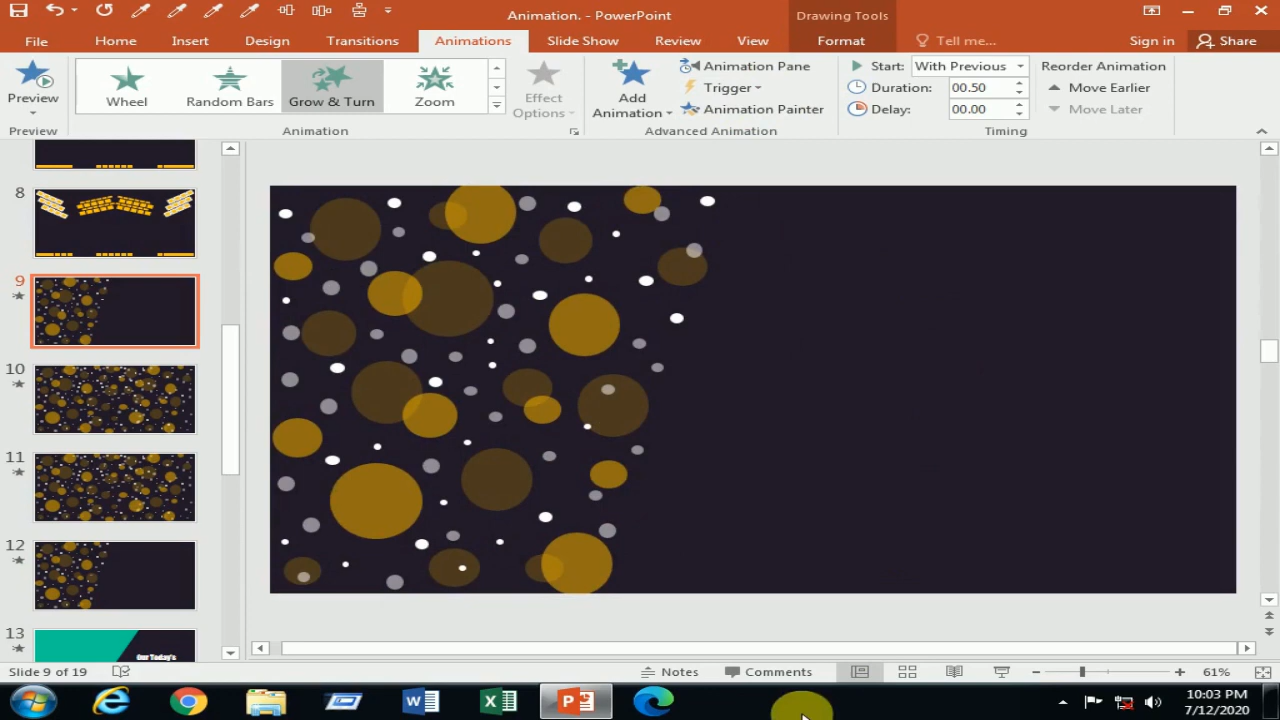 Animation. - PowerPoint
Drawing Tools
File Home Insert Design Transitions Animations Slide Show Review View Format Tell me... Sign in Share
Preview
Wheel Random Bars Grow & Turn Zoom
Effect Options
Add Animation
Animation Pane
Trigger
Animation Painter
Start: With Previous
Duration: 00.50
Delay: 00.00
Reorder Animation
Move Earlier
Move Later
Preview Animation Advanced Animation Timing
8
9
10
11
12
13
Our Today's
Slide 9 of 19 Notes Comments 61%
10:03 PM
7/12/2020